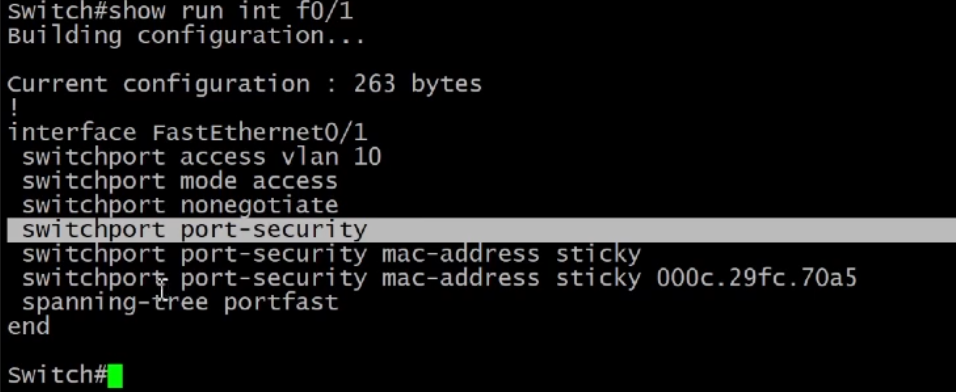 Switch#show run int f0/1
Building configuration...
Current configuration : 263 bytes
!
interface FastEthernet0/1
switchport access vlan 10
switchport mode access
switchport nonegotiate
switchport port-security
switchport port-security mac-address sticky
switchport port-security mac-address sticky 000c.29fc.70a5
spanning-tree portfast
end
Switch#